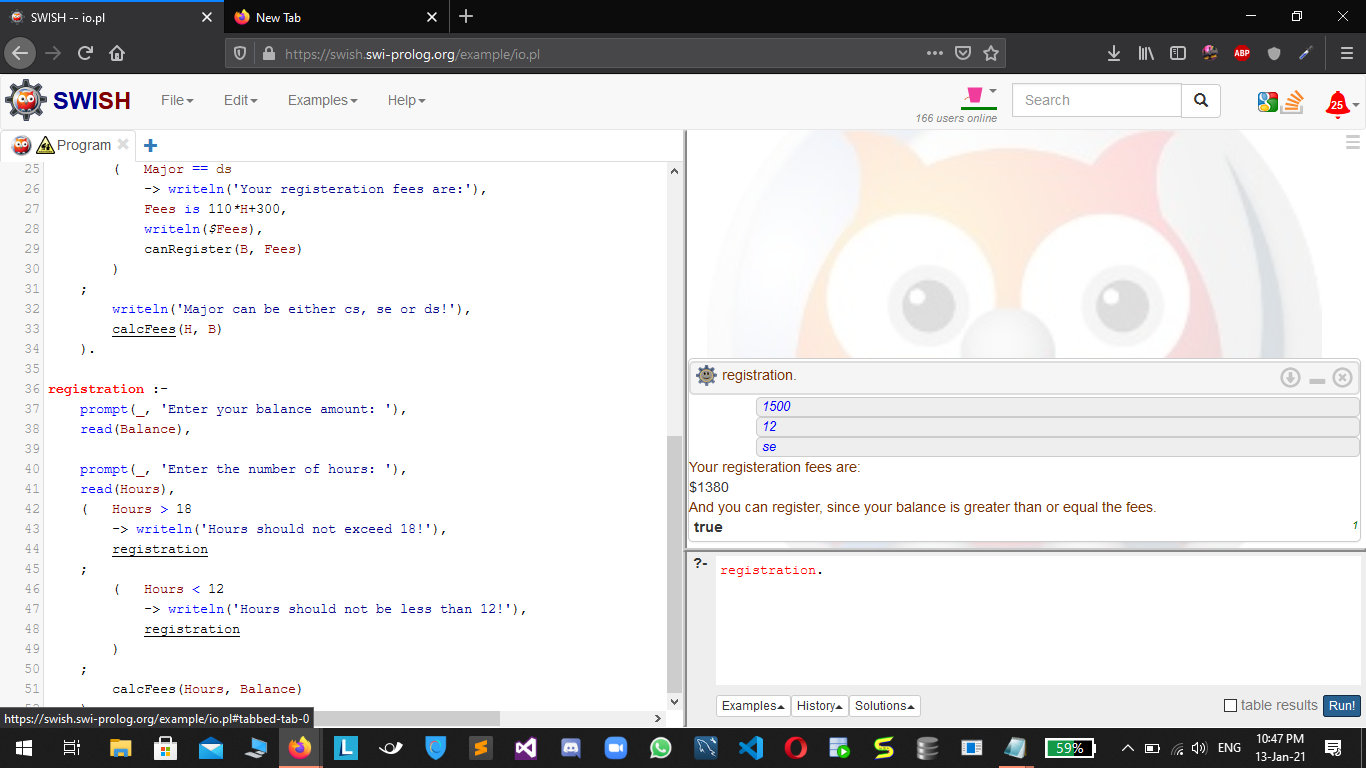 SWISH -- io.pl
New Tab
https://swish.swi-prolog.org/example/io.pl
ABP
SWISH File Edit Examples Help
166 users online
Search
25
Program
25 ( Major == ds
26 -> writeln('Your registeration fees are:'),
27 Fees is 110*H+300,
28 writeln($Fees),
29 canRegister(B, Fees)
30 )
31 ;
32 writeln('Major can be either cs, se or ds!'),
33 calcFees(H, B)
34 ).
35
36 registration :-
37 prompt(_, 'Enter your balance amount: '),
38 read(Balance),
39
40 prompt(_, 'Enter the number of hours: '),
41 read(Hours),
42 ( Hours > 18
43 -> writeln('Hours should not exceed 18!'),
44 registration
45 ;
46 ( Hours < 12
47 -> writeln('Hours should not be less than 12!'),
48 registration
49 )
50 ;
51 calcFees(Hours, Balance)
https://swish.swi-prolog.org/example/io.pl#tabbed-tab-0
registration.
1500
12
se
Your registeration fees are:
$1380
And you can register, since your balance is greater than or equal the fees.
true 1
?- registration.
Examples History Solutions table results Run!
59% ENG
10:47 PM
13-Jan-21